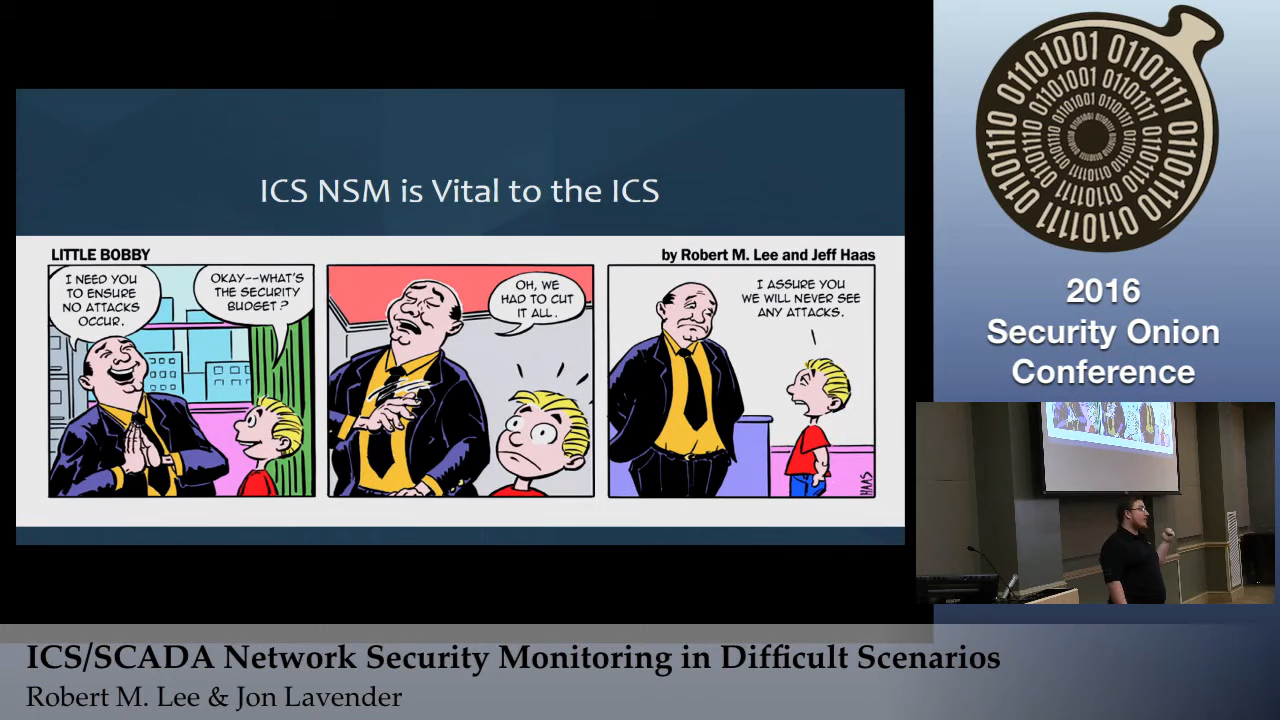 ICS NSM is Vital to the ICS
LITTLE BOBBY
by Robert M. Lee and Jeff Haas
I NEED YOU
TO ENSURE
NO ATTACKS
OCCUR.
OKAY--WHAT'S
THE SECURITY
BUDGET?
OH, WE
HAD TO CUT
IT ALL.
I ASSURE YOU
WE WILL NEVER SEE
ANY ATTACKS.
HAAS
01101001 01101111 01101110
2016
Security Onion
Conference
ICS/SCADA Network Security Monitoring in Difficult Scenarios
Robert M. Lee & Jon Lavender